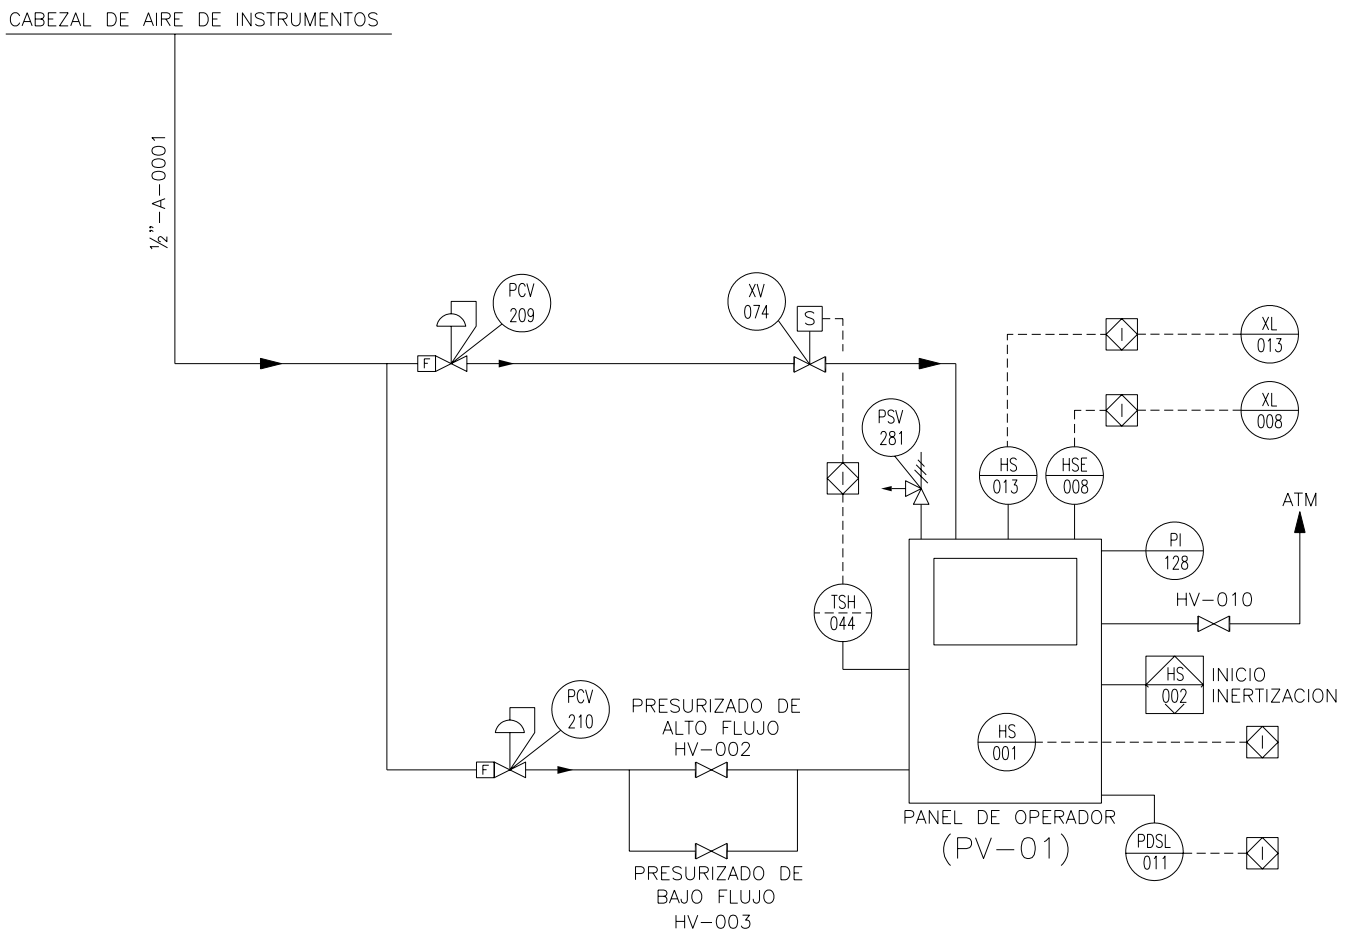 CABEZAL DE AIRE DE INSTRUMENTOS
½"-A-0001
PCV
209
F
XV
074
S
I
XL
013
I
XL
008
PSV
281
I
HS
013
HSE
008
ATM
PI
128
TSH
044
HV-010
HS
002
INICIO
INERTIZACION
PCV
210
F
PRESURIZADO DE
ALTO FLUJO
HV-002
HS
001
I
PANEL DE OPERADOR
(PV-01)
PDSL
011
I
PRESURIZADO DE
BAJO FLUJO
HV-003